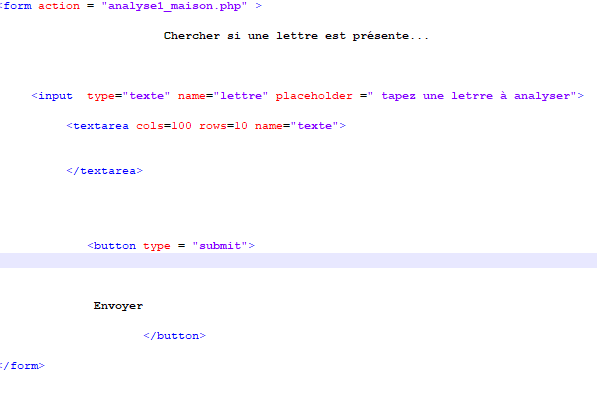 <form action = "analyse1_maison.php" >
Chercher si une lettre est présente...
<input  type="texte" name="lettre" placeholder =" tapez une letrre à analyser">
<textarea cols=100 rows=10 name="texte">
</textarea>
<button type = "submit">
Envoyer
</button>
</form>